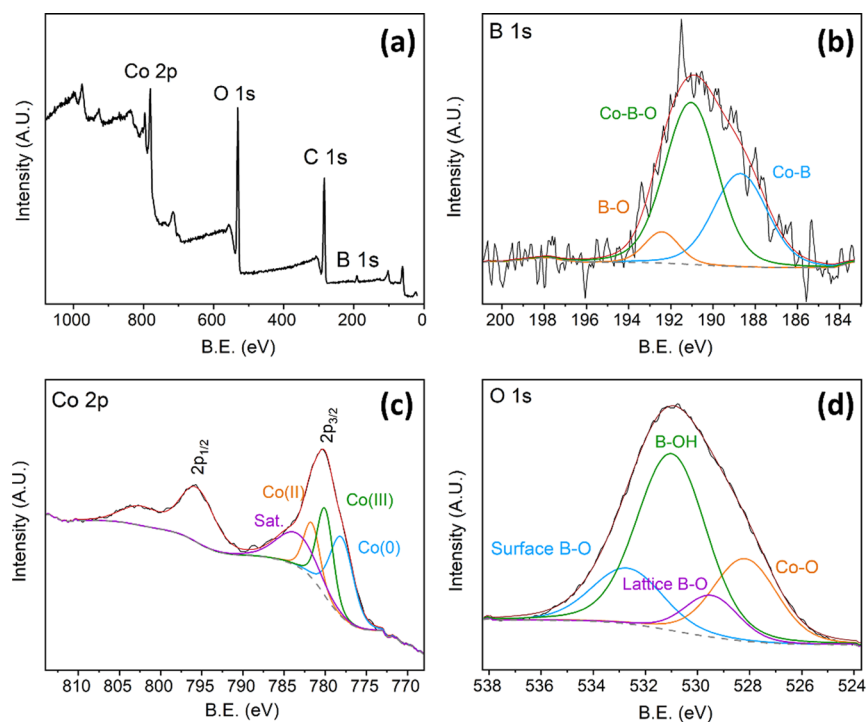 (a)
Co 2p
O 1s
C 1s
B 1s
Intensity (A.U.)
1000 800 600 400 200 0
B.E. (eV)
B 1s
(b)
Co-B-O
Co-B
B-O
Intensity (A.U.)
200 198 196 194 192 190 188 186 184
B.E. (eV)
Co 2p
(c)
2p1/2
2p3/2
Co(II)
Co(III)
Sat.
Co(0)
Intensity (A.U.)
810 805 800 795 790 785 780 775 770
B.E. (eV)
O 1s
(d)
B-OH
Surface B-O
Lattice B-O
Co-O
Intensity (A.U.)
538 536 534 532 530 528 526 524
B.E. (eV)